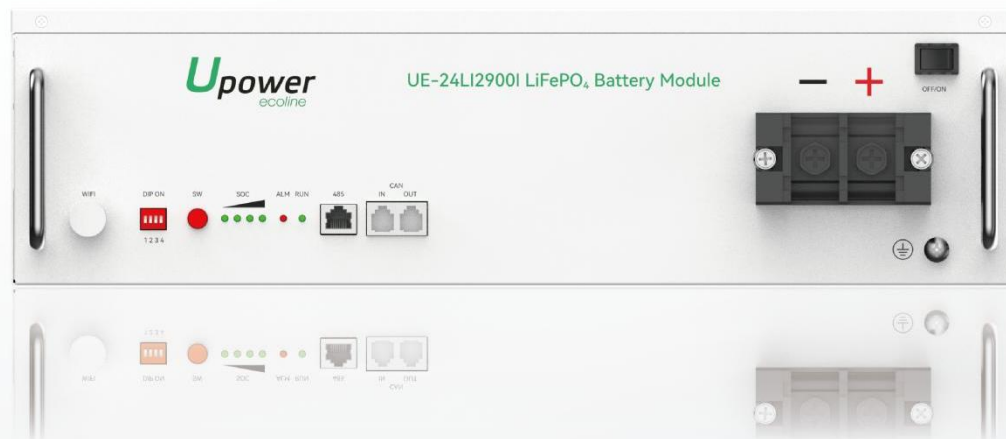 Upower
ecoline
UE-24LI2900I LiFePO₄ Battery Module
− +
OFF/ON
WIFI
DIP ON
SW
SOC
ALM RUN
485
CAN
IN OUT
1 2 3 4